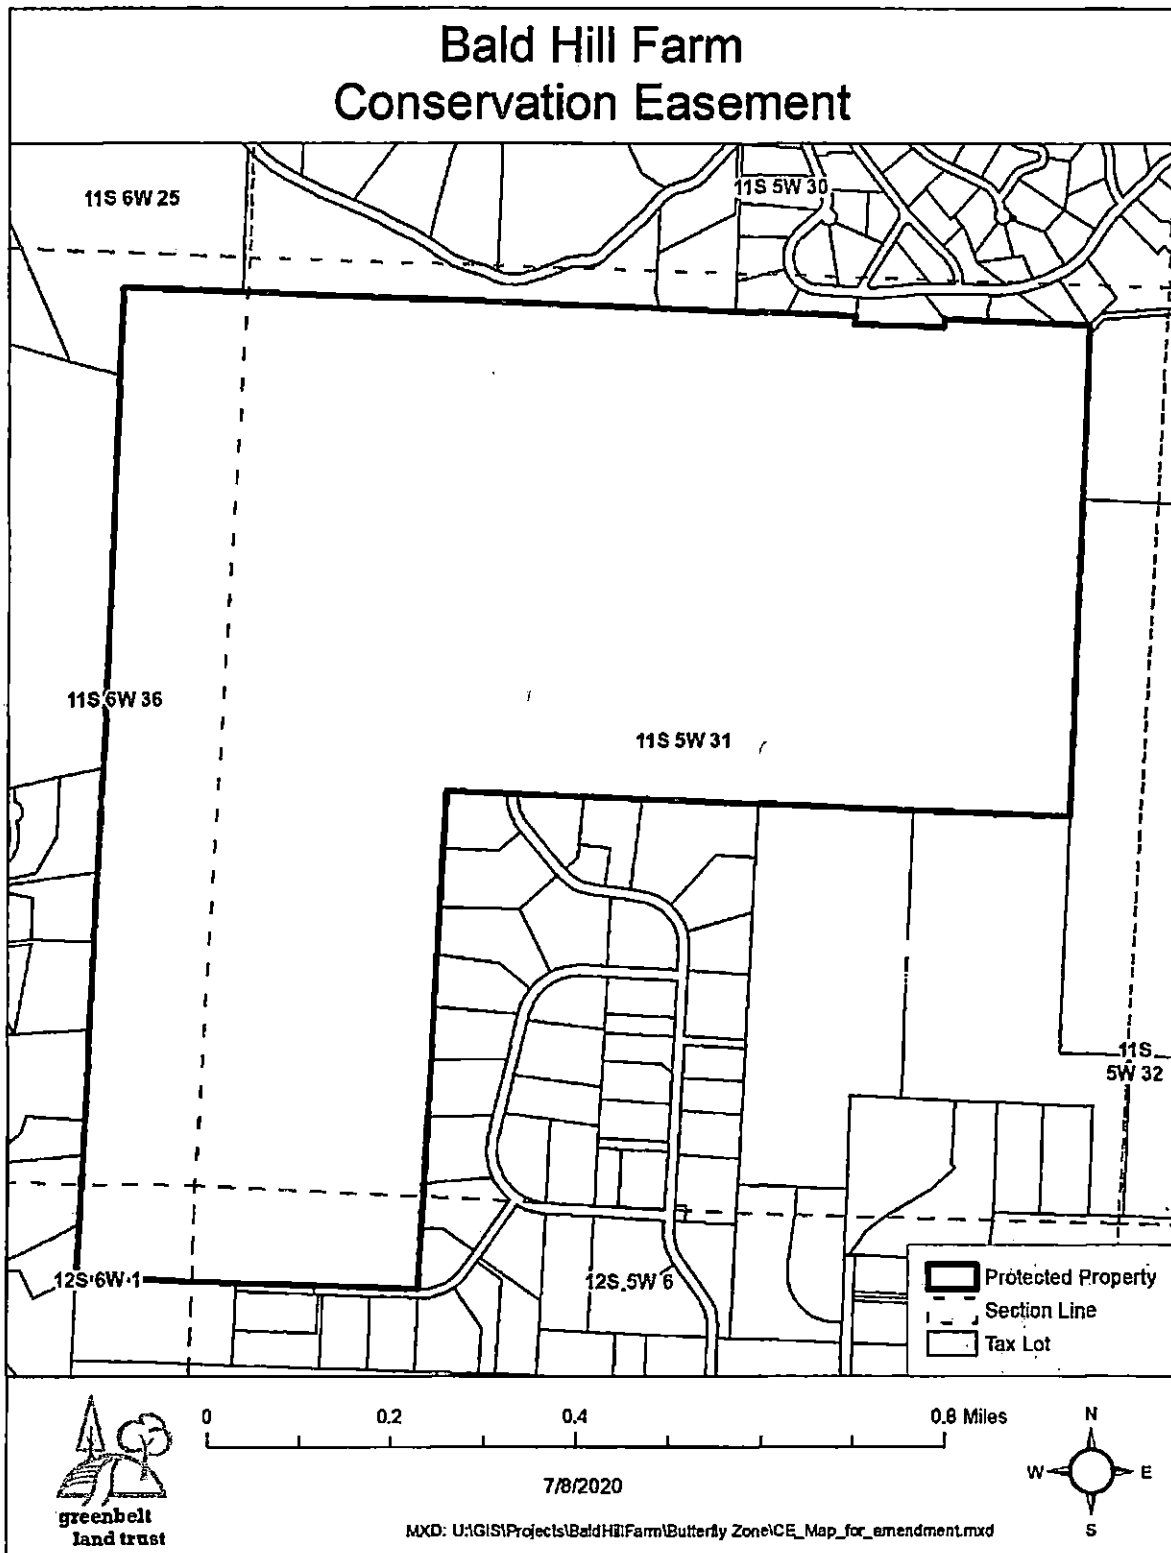 Bald Hill Farm
Conservation Easement
11S 6W 25
11S 5W 30
11S 6W 36
11S 5W 31
11S
5W 32
12S 6W 1
12S 5W 6
Protected Property
Section Line
Tax Lot
0 0.2 0.4 0.8 Miles
N
W E
S
7/8/2020
greenbelt
land trust
MXD: U:\GIS\Projects\BaldHillFarm\Butterfly Zone\CE_Map_for_amendment.mxd